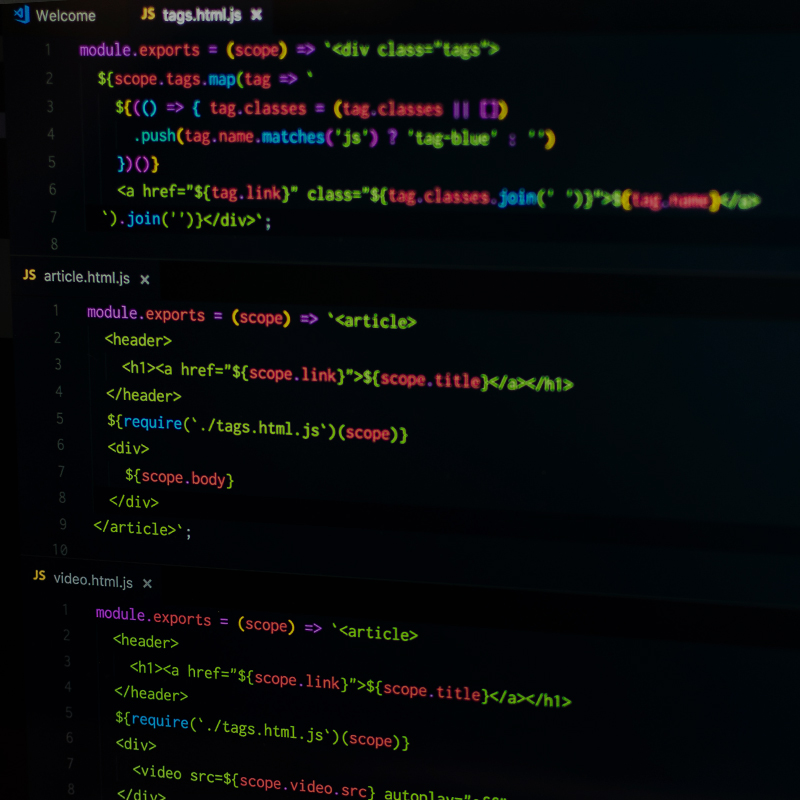 Welcome JS tags.html.js ×
1 module.exports = (scope) => `<div class="tags">
2 ${scope.tags.map(tag => `
3 ${(() => { tag.classes = (tag.classes || [])
4 .push(tag.name.matches('js') ? 'tag-blue' : '')
5 })()}
6 <a href="${tag.link}" class="${tag.classes.join(" ")}">${tag.name}</a>
7 `).join('')}</div>`;
8
JS article.html.js ×
1 module.exports = (scope) => `<article>
2 <header>
3 <h1><a href="${scope.link}">${scope.title}</a></h1>
4 </header>
5 ${require(`./tags.html.js`)(scope)}
6 <div>
7 ${scope.body}
8 </div>
9 </article>`;
10
JS video.html.js ×
1 module.exports = (scope) => `<article>
2 <header>
3 <h1><a href="${scope.link}">${scope.title}</a></h1>
4 </header>
5 ${require(`./tags.html.js`)(scope)}
6 <div>
7 <video src=${scope.video.src} autoplay=
8 </div>